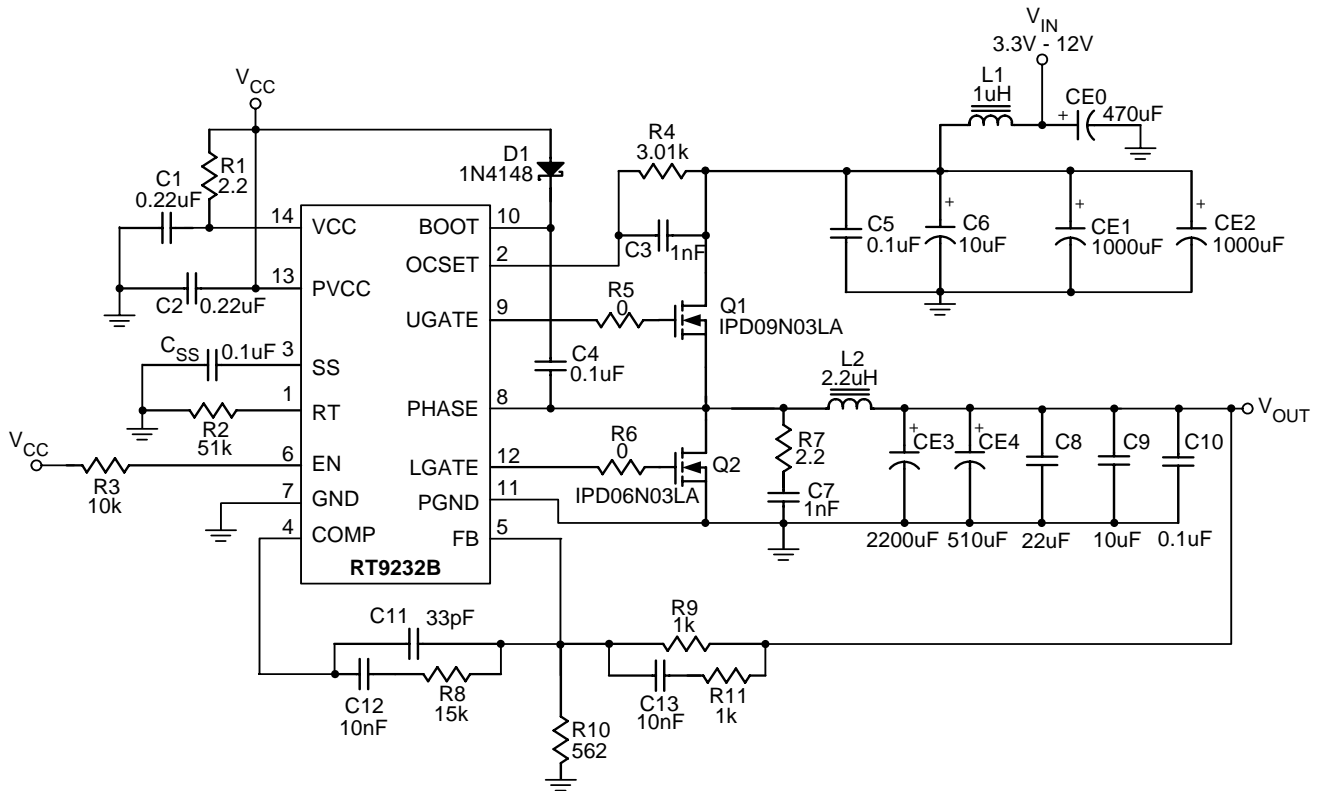 VIN
3.3V - 12V
VCC
L1
1uH
CE0
470uF
R4
3.01k
D1
1N4148
R1
2.2
C1
0.22uF
14
VCC
BOOT
10
OCSET
2
C3
1nF
C5
0.1uF
C6
10uF
CE1
1000uF
CE2
1000uF
+
+
+
+
13
PVCC
C2
0.22uF
UGATE
9
R5
0
Q1
IPD09N03LA
CSS
0.1uF
3
SS
C4
0.1uF
L2
2.2uH
1
RT
R2
51k
PHASE
8
VOUT
VCC
R3
10k
6
EN
LGATE
12
R6
0
Q2
IPD06N03LA
R7
2.2
C7
1nF
+
CE3
+
CE4
C8
C9
C10
7
GND
PGND
11
2200uF
510uF
22uF
10uF
0.1uF
4
COMP
FB
5
RT9232B
C11
33pF
R9
1k
C12
10nF
R8
15k
C13
10nF
R11
1k
R10
562